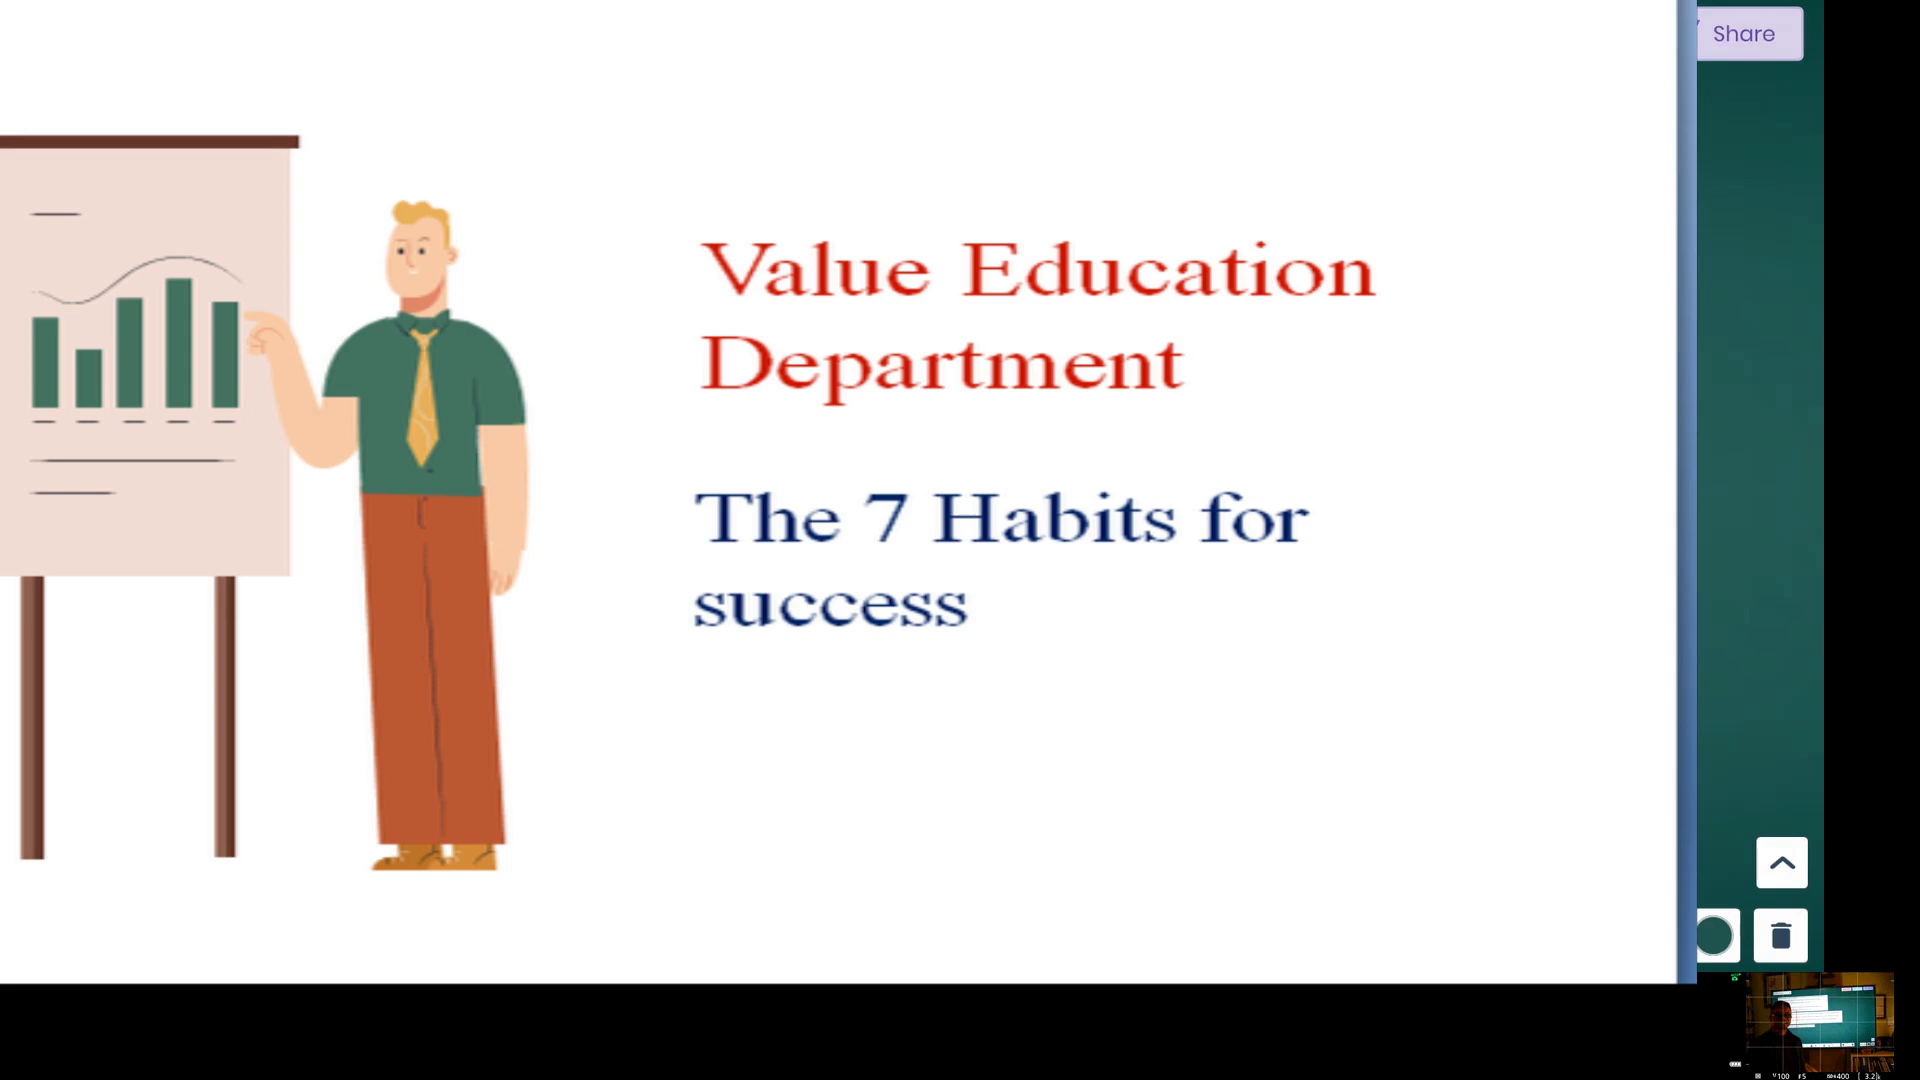 Share
Value Education
Department
The 7 Habits for
success